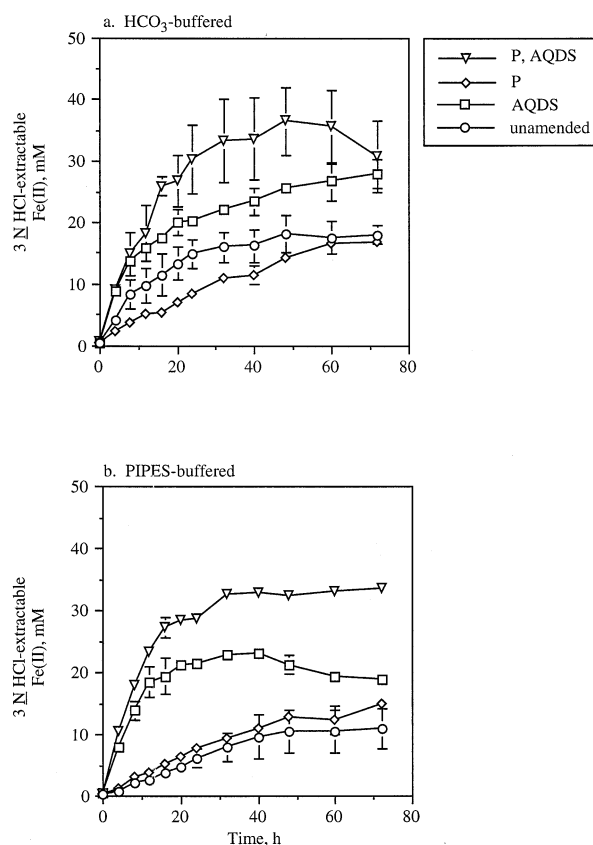 a. HCO3-buffered
50
40
30
20
10
0
3 N HCl-extractable
Fe(II), mM
0
20
40
60
80
P, AQDS
P
AQDS
unamended
b. PIPES-buffered
50
40
30
20
10
0
3 N HCl-extractable
Fe(II), mM
0
20
40
60
80
Time, h